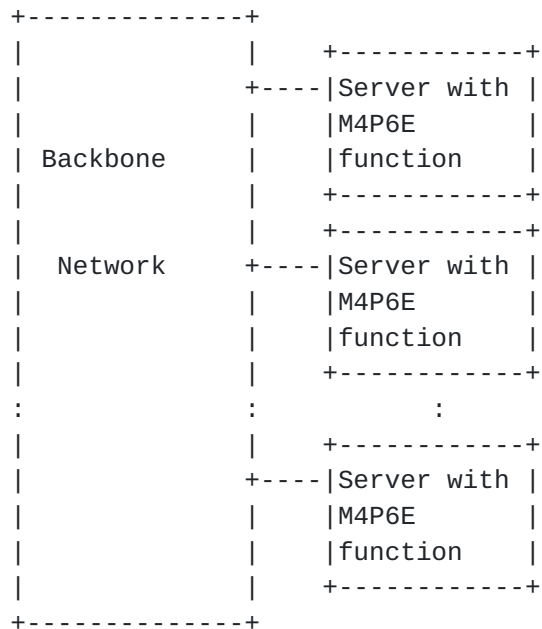 Server with
M4P6E
Backbone
function
Network
Server with
M4P6E
function
:
:
:
Server with
M4P6E
function